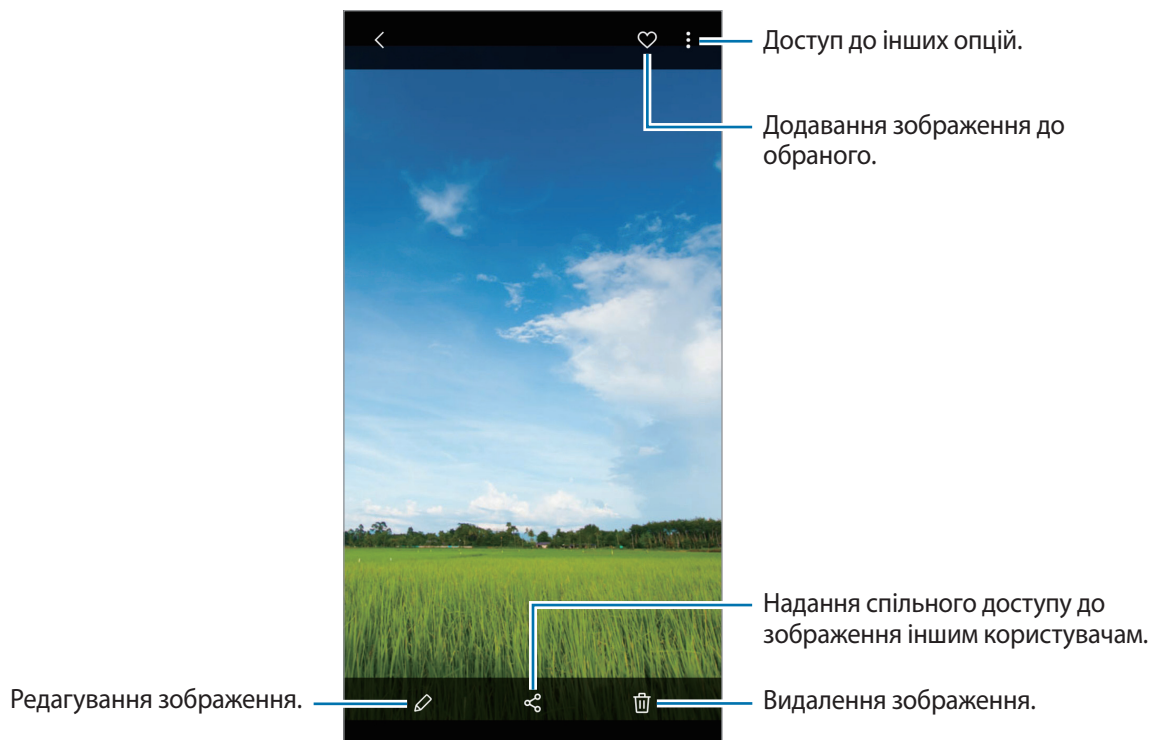 Доступ до інших опцій.
Додавання зображення до
обраного.
Надання спільного доступу до
зображення іншим користувачам.
Редагування зображення.
Видалення зображення.